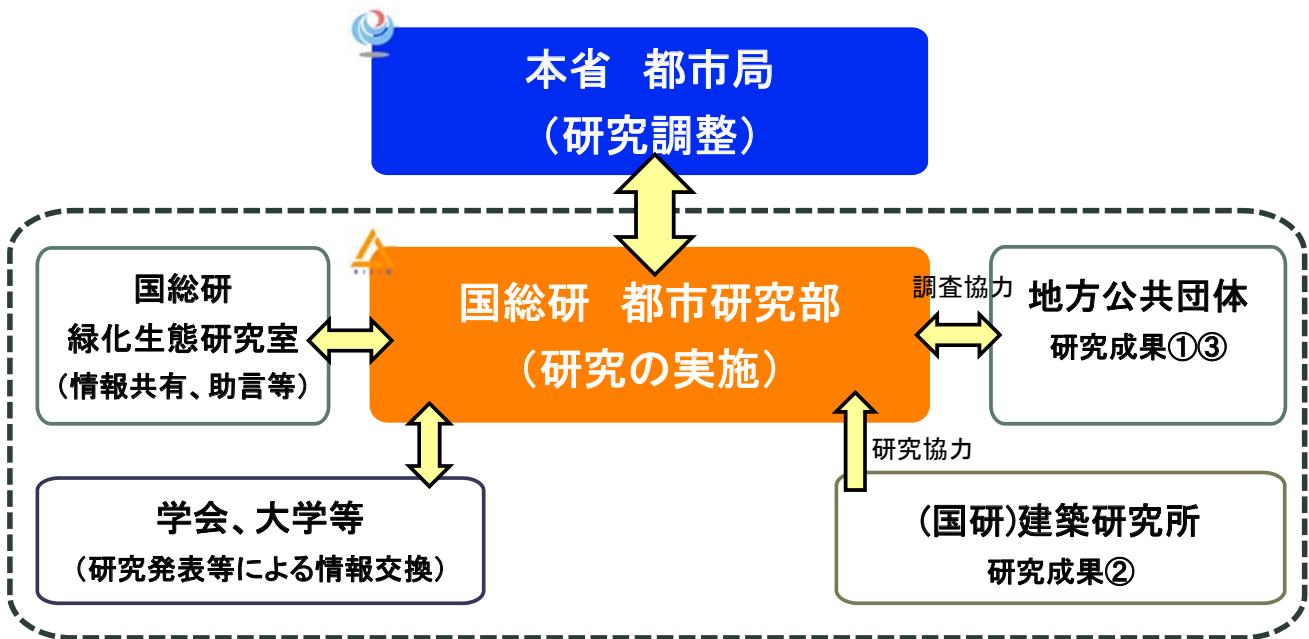 本省　都市局
（研究調整）
国総研
緑化生態研究室
（情報共有、助言等）
国総研　都市研究部
（研究の実施）
調査協力
地方公共団体
研究成果①③
研究協力
学会、大学等
（研究発表等による情報交換）
(国研)建築研究所
研究成果②